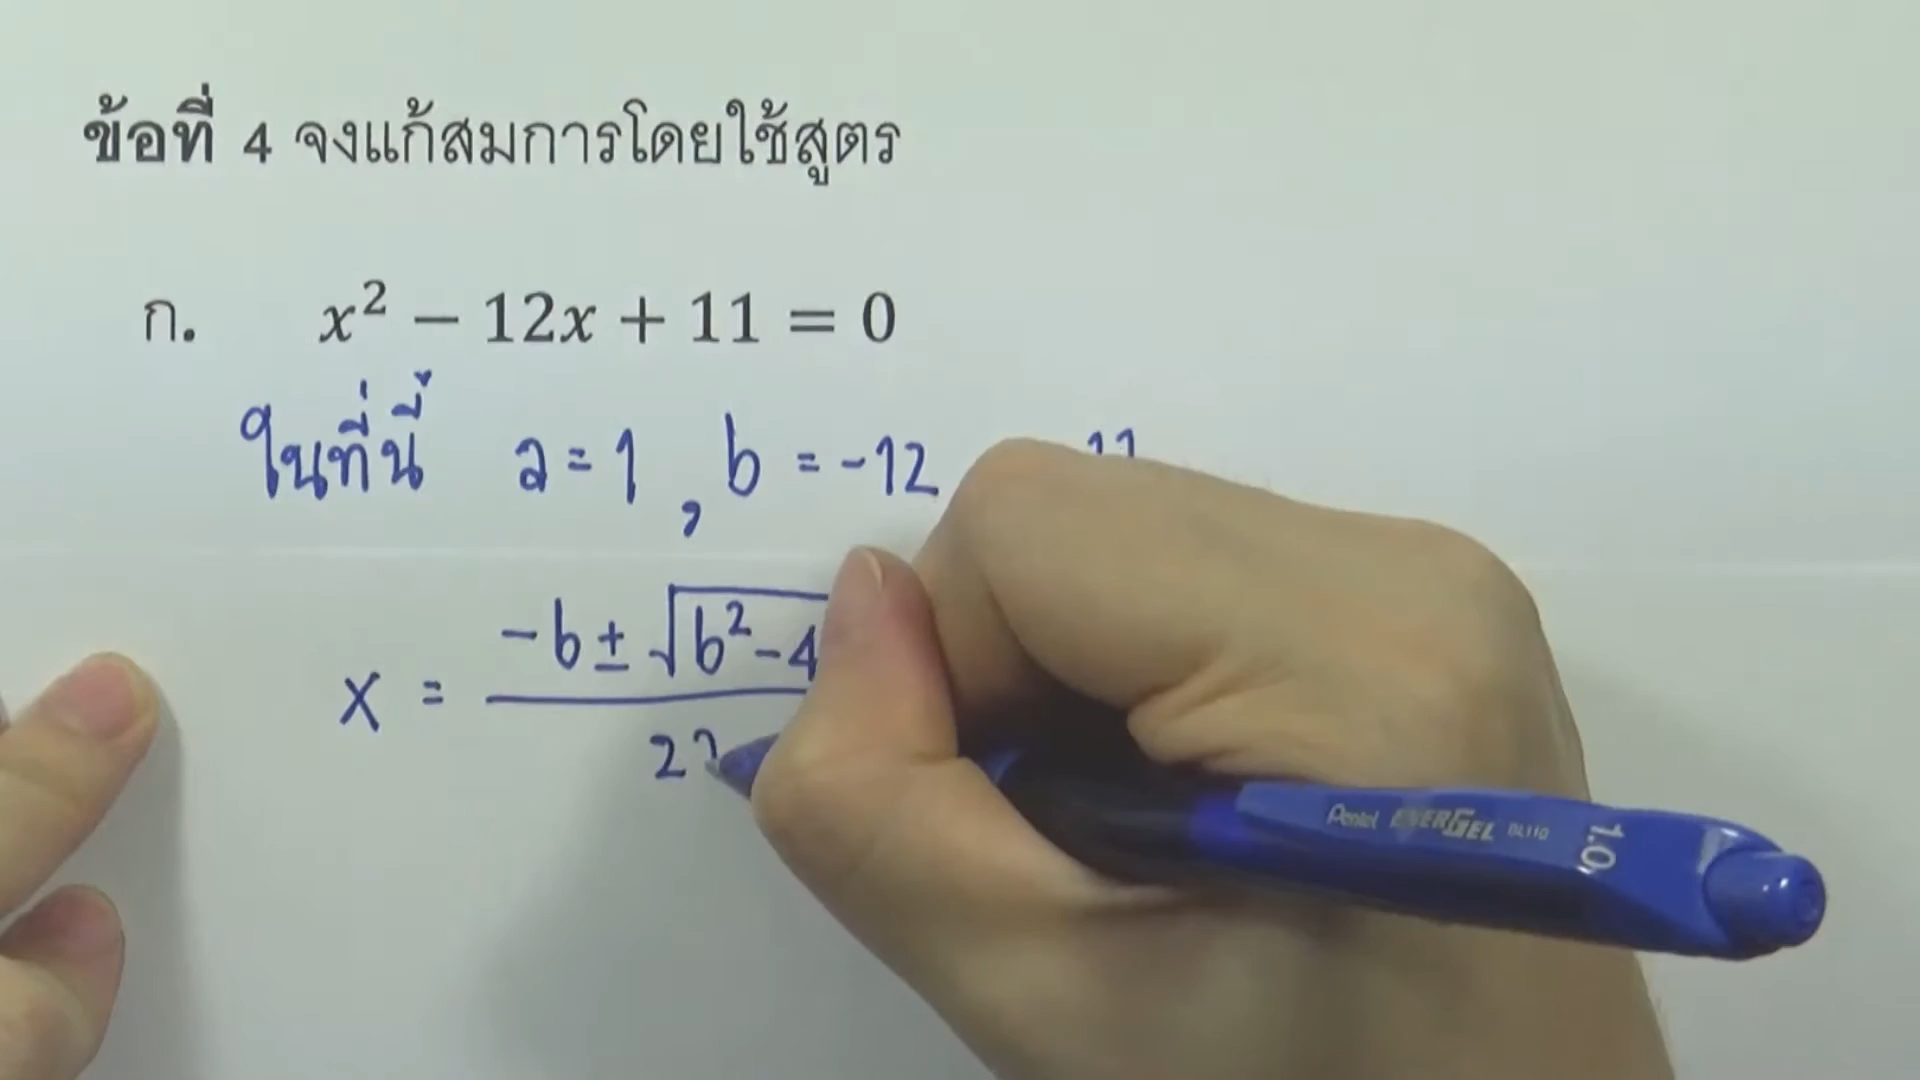 ข้อที่ 4 จงแก้สมการโดยใช้สูตร
ก. x² − 12x + 11 = 0
ในที่นี้ a = 1 , b = -12 11
x = -b ± √b² - 4
2
Pentel ENERGEL BL110 1.0